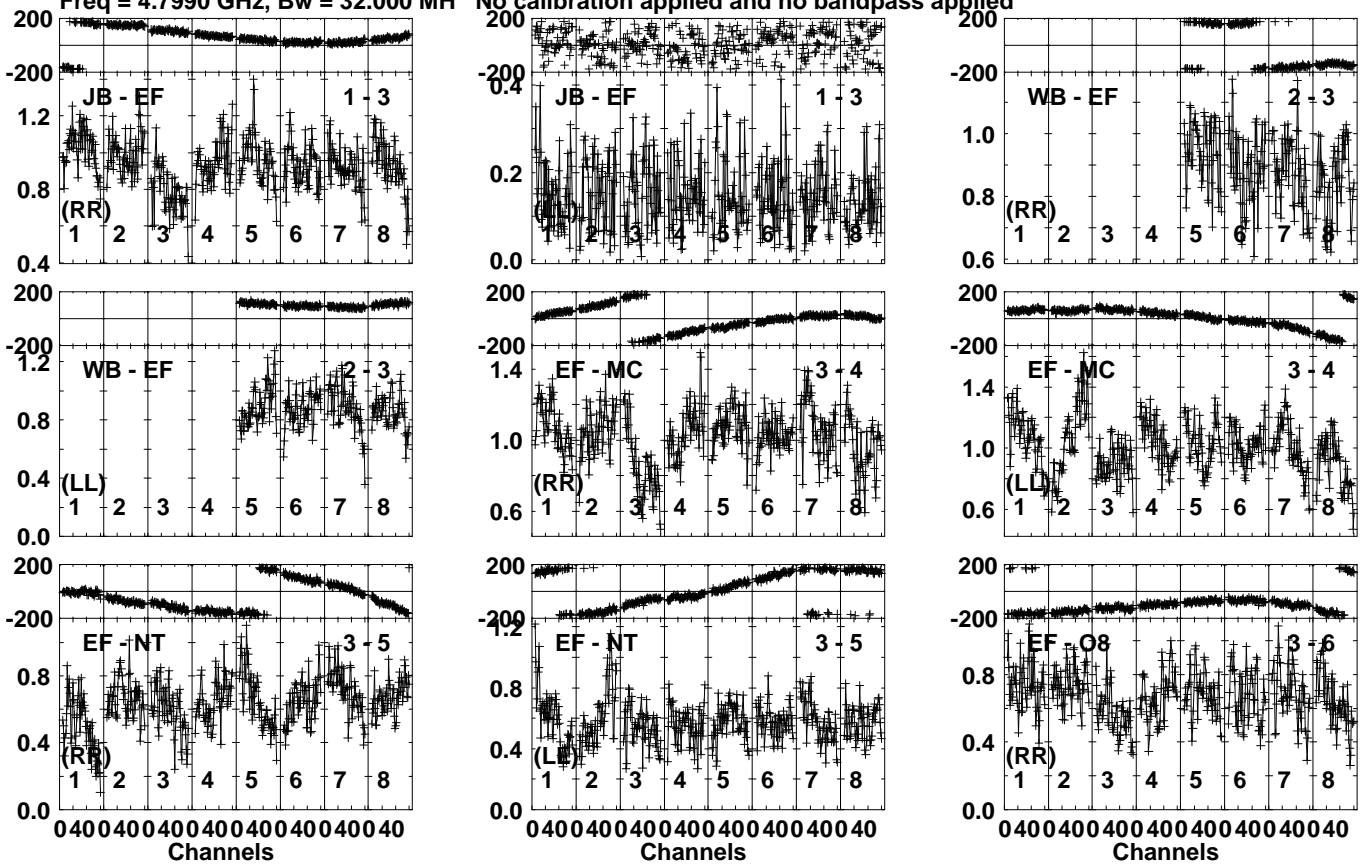 Freq = 4.7990 GHz, Bw = 32.000 MH No calibration applied and no bandpass applied
200
-200
JB - EF 1 - 3
1.2
0.8
0.4
(RR)
1 2 3 4 5 6 7 8
200
-200
JB - EF 1 - 3
0.4
0.2
0.0
(LL)
1 2 3 4 5 6 7 8
200
-200
WB - EF 2 - 3
1.0
0.8
0.6
(RR)
1 2 3 4 5 6 7 8
200
-200
WB - EF 2 - 3
1.2
0.8
0.4
0.0
(LL)
1 2 3 4 5 6 7 8
200
-200
EF - MC 3 - 4
1.4
1.0
0.6
(RR)
1 2 3 4 5 6 7 8
200
-200
EF - MC 3 - 4
1.4
1.0
0.6
(LL)
1 2 3 4 5 6 7 8
200
-200
EF - NT 3 - 5
0.8
0.4
0.0
(RR)
1 2 3 4 5 6 7 8
0 40 0 40 0 40 0 40 0 40 0 40 0 40 0 40
Channels
200
-200
1.2
EF - NT 3 - 5
0.8
0.4
0.0
(LL)
1 2 3 4 5 6 7 8
0 40 0 40 0 40 0 40 0 40 0 40 0 40 0 40
Channels
200
-200
EF - O8 3 - 6
0.8
0.4
0.0
(RR)
1 2 3 4 5 6 7 8
0 40 0 40 0 40 0 40 0 40 0 40 0 40 0 40
Channels